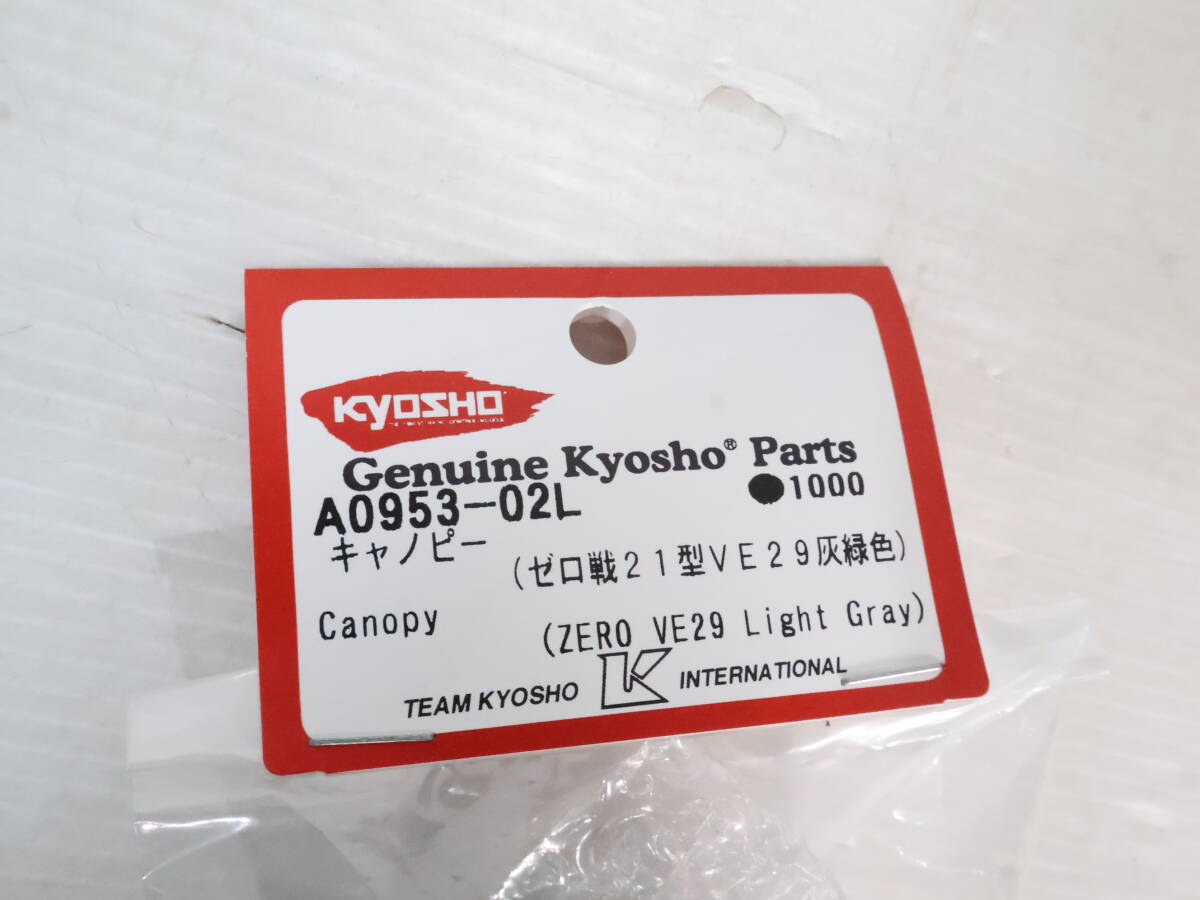 KYOSHO
Genuine Kyosho® Parts
A0953-02L ●1000
キャノピー (ゼロ戦21型VE29灰緑色)
Canopy (ZERO VE29 Light Gray)
TEAM KYOSHO K INTERNATIONAL